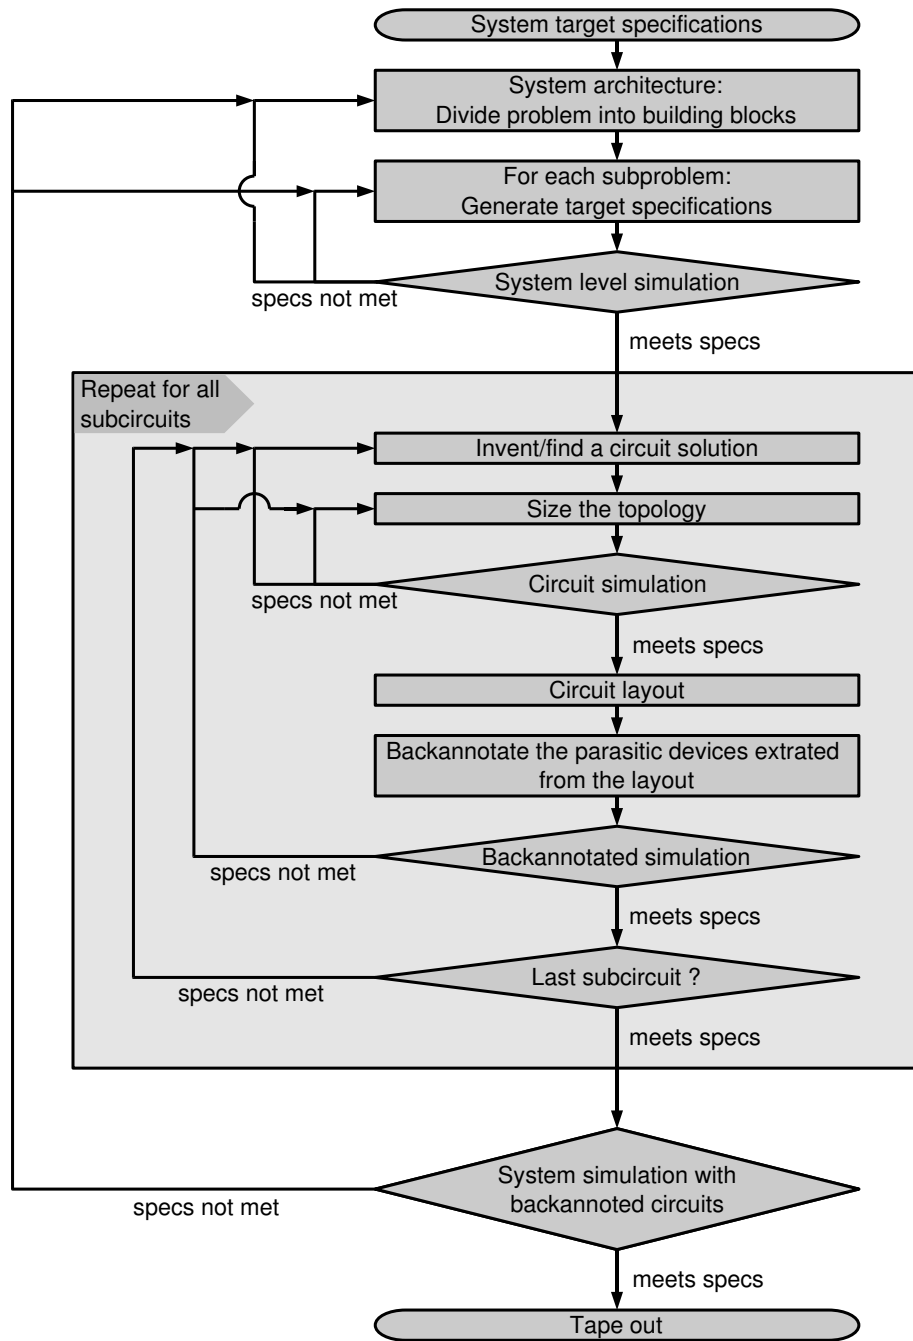 System target specifications
System architecture:
Divide problem into building blocks
For each subproblem:
Generate target specifications
System level simulation
specs not met
meets specs
Repeat for all
subcircuits
Invent/find a circuit solution
Size the topology
Circuit simulation
specs not met
meets specs
Circuit layout
Backannotate the parasitic devices extrated
from the layout
Backannotated simulation
specs not met
meets specs
Last subcircuit ?
specs not met
meets specs
System simulation with
backannoted circuits
specs not met
meets specs
Tape out